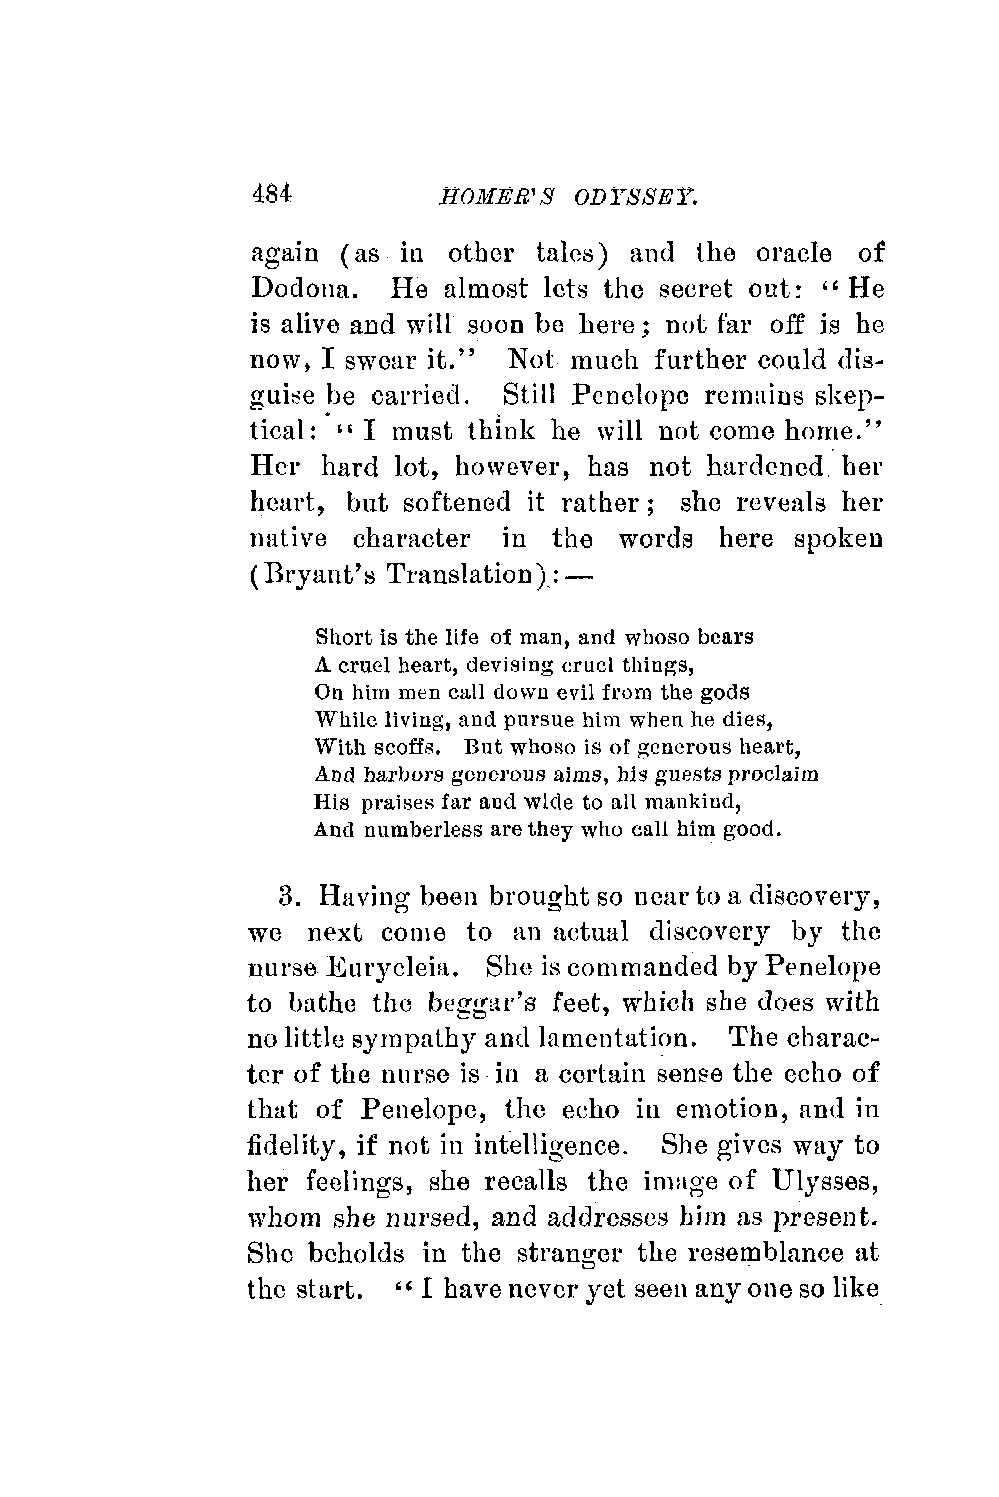 484 HOMER'S ODYSSEY.
again (as in other tales) and the oracle of
Dodona. He almost lets the secret out: "He
is alive and will soon be here; not far off is he
now, I swear it." Not much further could dis-
guise be carried. Still Penelope remains skep-
tical: "I must think he will not come home."
Her hard lot, however, has not hardened her
heart, but softened it rather; she reveals her
native character in the words here spoken
(Bryant's Translation):—
Short is the life of man, and whoso bears
A cruel heart, devising cruel things,
On him men call down evil from the gods
While living, and pursue him when he dies,
With scoffs. But whoso is of generous heart,
And harbors generous aims, his guests proclaim
His praises far and wide to all mankind,
And numberless are they who call him good.
3. Having been brought so near to a discovery,
we next come to an actual discovery by the
nurse Eurycleia. She is commanded by Penelope
to bathe the beggar's feet, which she does with
no little sympathy and lamentation. The charac-
ter of the nurse is in a certain sense the echo of
that of Penelope, the echo in emotion, and in
fidelity, if not in intelligence. She gives way to
her feelings, she recalls the image of Ulysses,
whom she nursed, and addresses him as present.
She beholds in the stranger the resemblance at
the start. "I have never yet seen any one so like